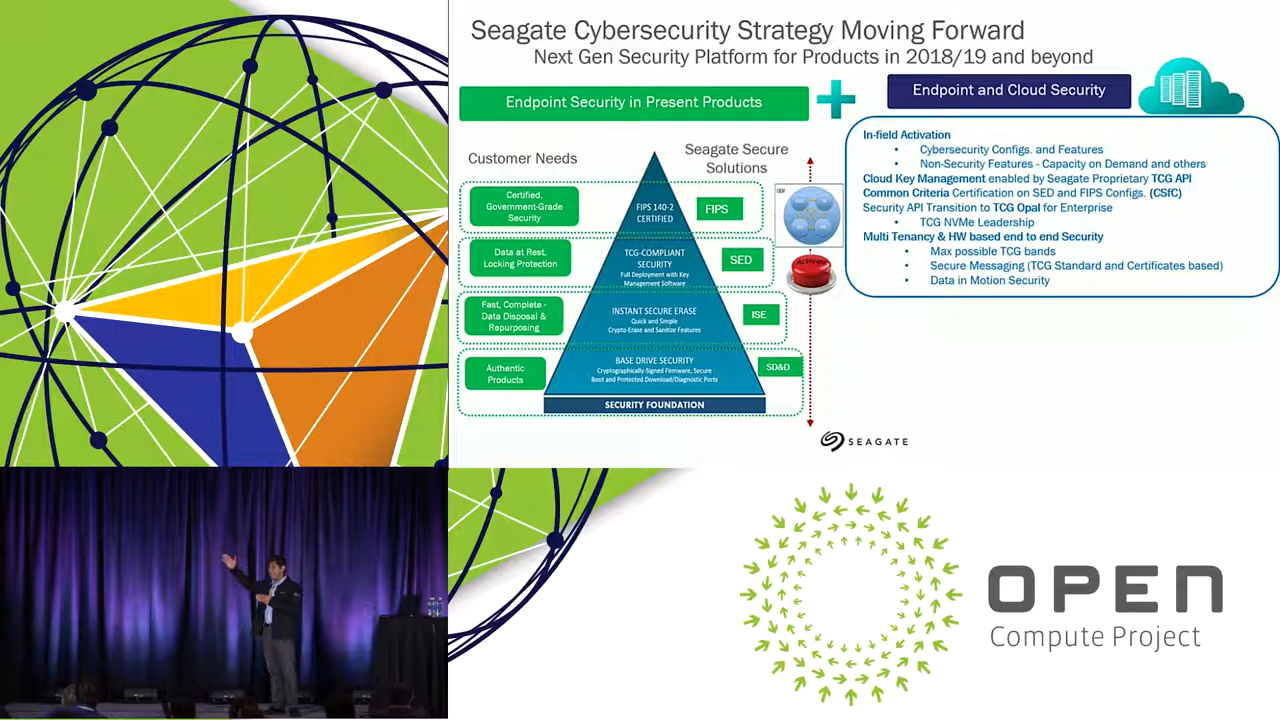 Seagate Cybersecurity Strategy Moving Forward
Next Gen Security Platform for Products in 2018/19 and beyond
Endpoint Security in Present Products
Endpoint and Cloud Security
Customer Needs
Seagate Secure
Solutions
Certified,
Government-Grade
Security
FIPS 140-2
CERTIFIED
FIPS
Data at Rest,
Locking Protection
TCG-COMPLIANT
SECURITY
Full Deployment with Key
Management Software
SED
Fast, Complete -
Data Disposal &
Repurposing
INSTANT SECURE ERASE
Quick and Simple
Crypto-Erase and Sanitize Features
ISE
Authentic
Products
BASE DRIVE SECURITY
Cryptographically-Signed Firmware, Secure
Boot and Protected Download/Diagnostic Ports
SD&D
SECURITY FOUNDATION
In-field Activation
• Cybersecurity Configs. and Features
• Non-Security Features - Capacity on Demand and others
Cloud Key Management enabled by Seagate Proprietary TCG API
Common Criteria Certification on SED and FIPS Configs. (CSfC)
Security API Transition to TCG Opal for Enterprise
• TCG NVMe Leadership
Multi Tenancy & HW based end to end Security
• Max possible TCG bands
• Secure Messaging (TCG Standard and Certificates based)
• Data in Motion Security
SEAGATE
OPEN
Compute Project